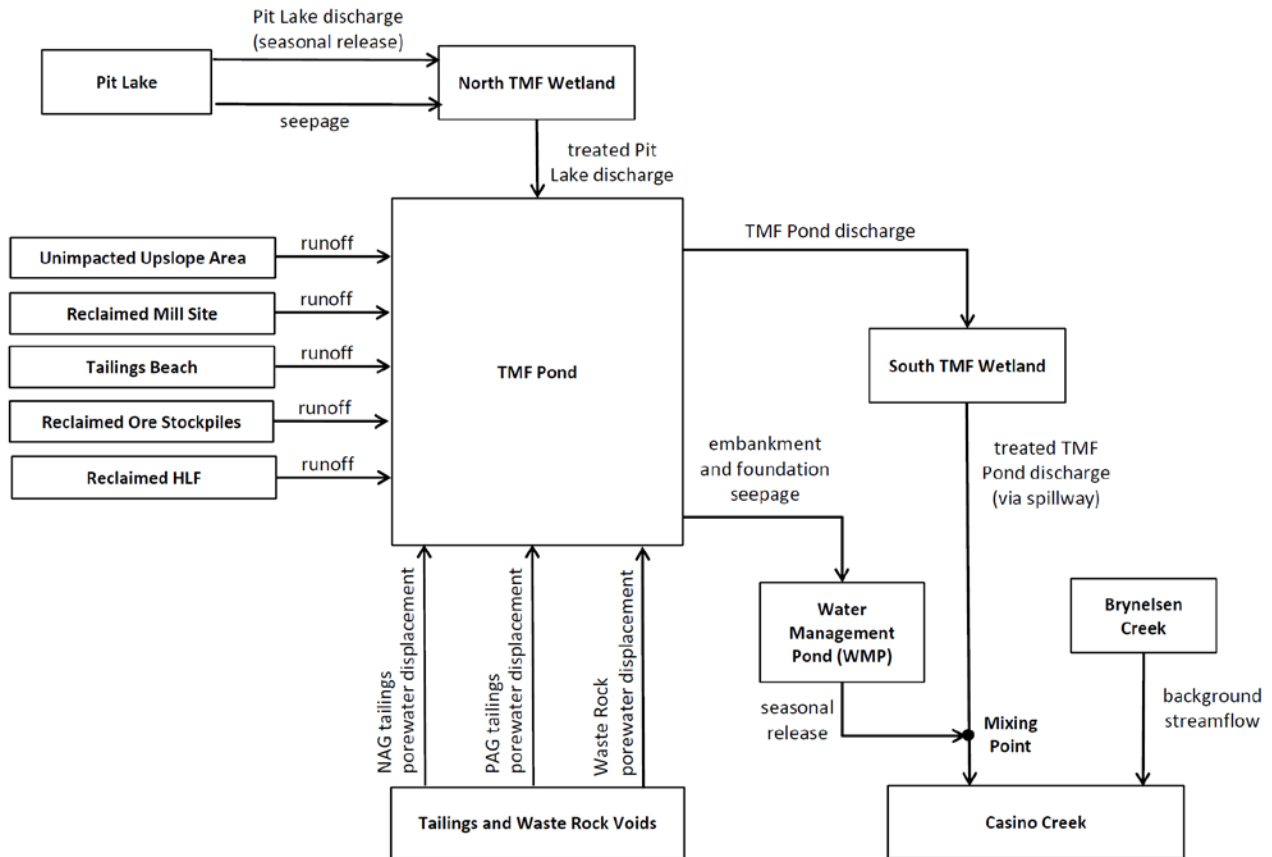 Pit Lake discharge
(seasonal release)
Pit Lake
North TMF Wetland
seepage
treated Pit
Lake discharge
TMF Pond discharge
Unimpacted Upslope Area
runoff
Reclaimed Mill Site
runoff
Tailings Beach
runoff
Reclaimed Ore Stockpiles
runoff
Reclaimed HLF
runoff
TMF Pond
South TMF Wetland
embankment
and foundation
seepage
treated TMF
Pond discharge
(via spillway)
Water
Management
Pond (WMP)
Brynelsen
Creek
seasonal
release
Mixing
Point
background
streamflow
NAG tailings
porewater displacement
PAG tailings
porewater displacement
Waste Rock
porewater displacement
Tailings and Waste Rock Voids
Casino Creek